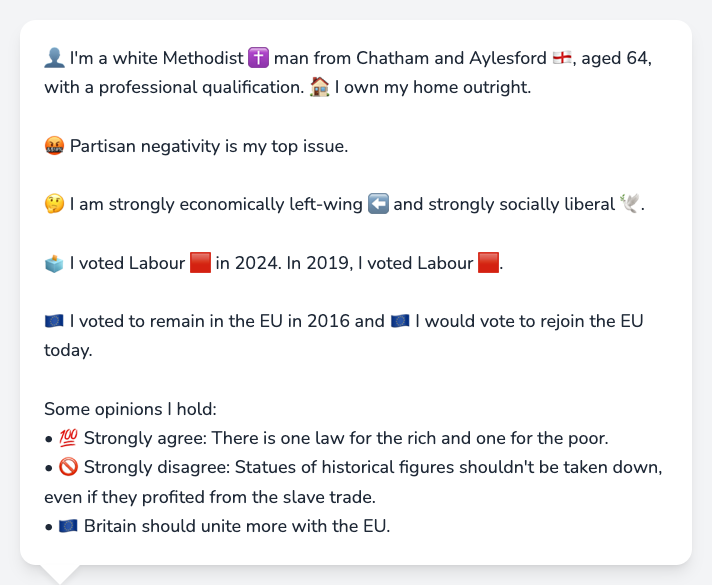 👤 I'm a white Methodist ✝️ man from Chatham and Aylesford 🏴󠁧󠁢󠁥󠁮󠁧󠁿, aged 64,
with a professional qualification. 🏠 I own my home outright.
🤬 Partisan negativity is my top issue.
🤔 I am strongly economically left-wing ⬅️ and strongly socially liberal 🕊️.
🗳️ I voted Labour 🟥 in 2024. In 2019, I voted Labour 🟥.
🇪🇺 I voted to remain in the EU in 2016 and 🇪🇺 I would vote to rejoin the EU
today.
Some opinions I hold:
• 💯 Strongly agree: There is one law for the rich and one for the poor.
• 🚫 Strongly disagree: Statues of historical figures shouldn't be taken down,
even if they profited from the slave trade.
• 🇪🇺 Britain should unite more with the EU.